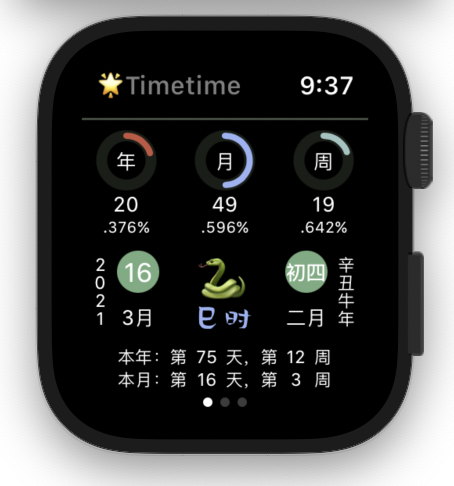 🌟Timetime 9:37
年 月 周
20 49 19
.376% .596% .642%
2021 16 初四 辛丑牛年
3月 巳时 二月
本年：第 75 天，第 12 周
本月：第 16 天，第 3 周